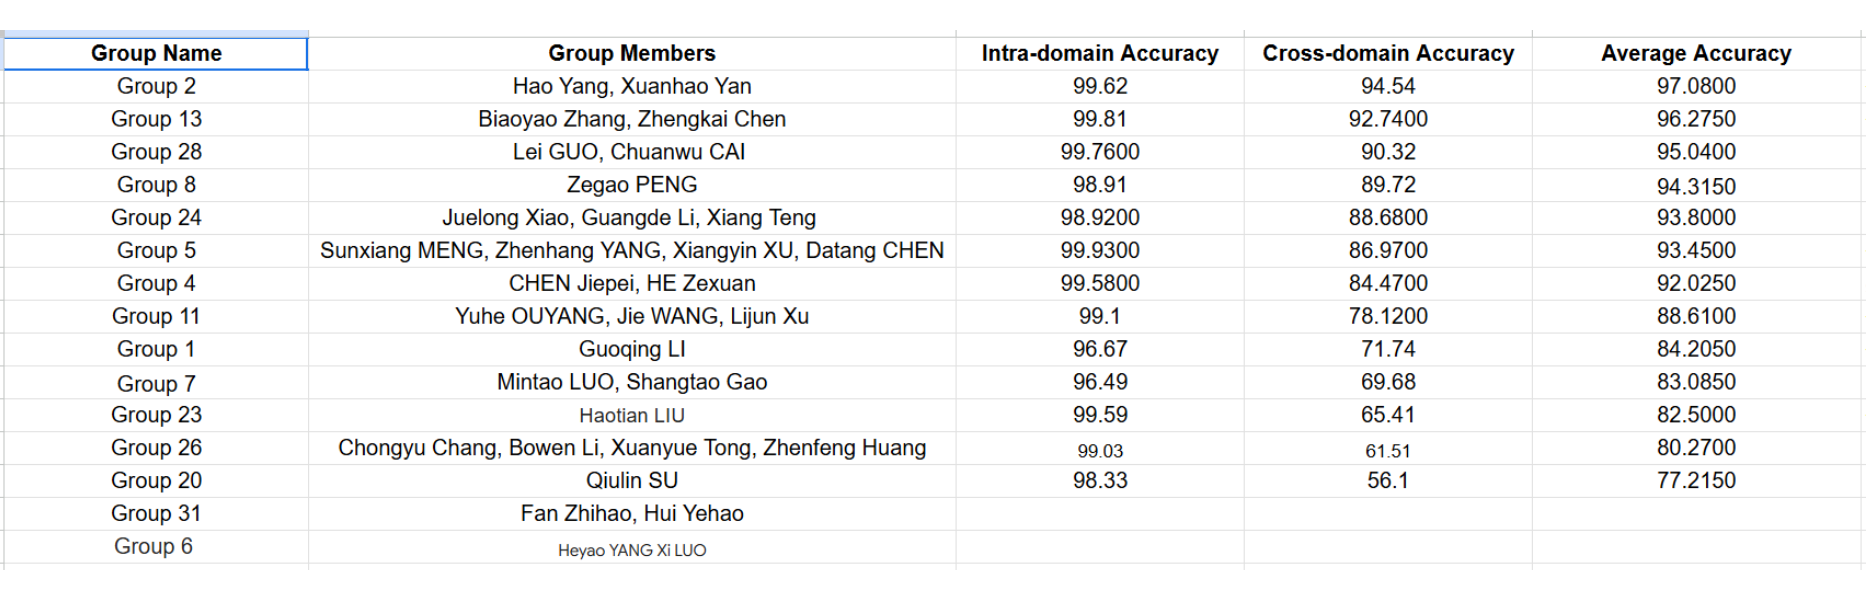 Group Name Group Members Intra-domain Accuracy Cross-domain Accuracy Average Accuracy
Group 2 Hao Yang, Xuanhao Yan 99.62 94.54 97.0800
Group 13 Biaoyao Zhang, Zhengkai Chen 99.81 92.7400 96.2750
Group 28 Lei GUO, Chuanwu CAI 99.7600 90.32 95.0400
Group 8 Zegao PENG 98.91 89.72 94.3150
Group 24 Juelong Xiao, Guangde Li, Xiang Teng 98.9200 88.6800 93.8000
Group 5 Sunxiang MENG, Zhenhang YANG, Xiangyin XU, Datang CHEN 99.9300 86.9700 93.4500
Group 4 CHEN Jiepei, HE Zexuan 99.5800 84.4700 92.0250
Group 11 Yuhe OUYANG, Jie WANG, Lijun Xu 99.1 78.1200 88.6100
Group 1 Guoqing LI 96.67 71.74 84.2050
Group 7 Mintao LUO, Shangtao Gao 96.49 69.68 83.0850
Group 23 Haotian LIU 99.59 65.41 82.5000
Group 26 Chongyu Chang, Bowen Li, Xuanyue Tong, Zhenfeng Huang 99.03 61.51 80.2700
Group 20 Qiulin SU 98.33 56.1 77.2150
Group 31 Fan Zhihao, Hui Yehao
Group 6 Heyao YANG Xi LUO